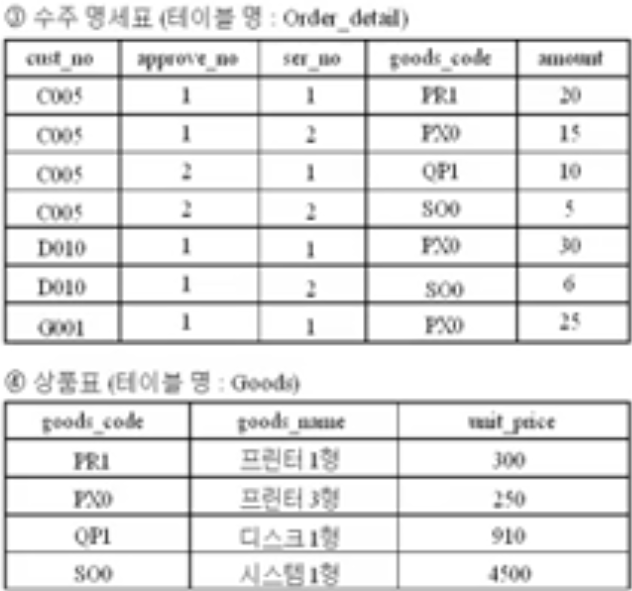 ③ 수주 명세표 (테이블 명 : Order_detail)
cust_no approve_no ser_no goods_code amount
C005 1 1 PR1 20
C005 1 2 PX0 15
C005 2 1 QP1 10
C005 2 2 SO0 5
D010 1 1 PX0 30
D010 1 2 SO0 6
G001 1 1 PX0 25
④ 상품표 (테이블 명 : Goods)
goods_code goods_name unit_price
PR1 프린터 1형 300
PX0 프린터 3형 250
QP1 디스크 1형 910
SO0 시스템 1형 4500